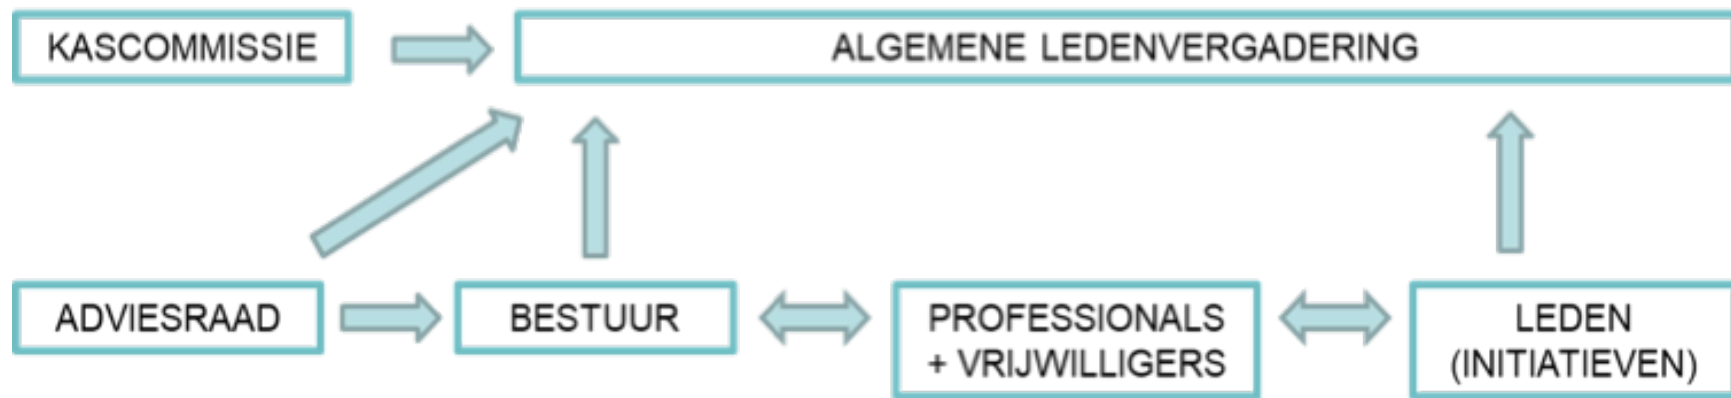 KASCOMMISSIE
ALGEMENE LEDENVERGADERING
ADVIESRAAD
BESTUUR
PROFESSIONALS
+ VRIJWILLIGERS
LEDEN
(INITIATIEVEN)